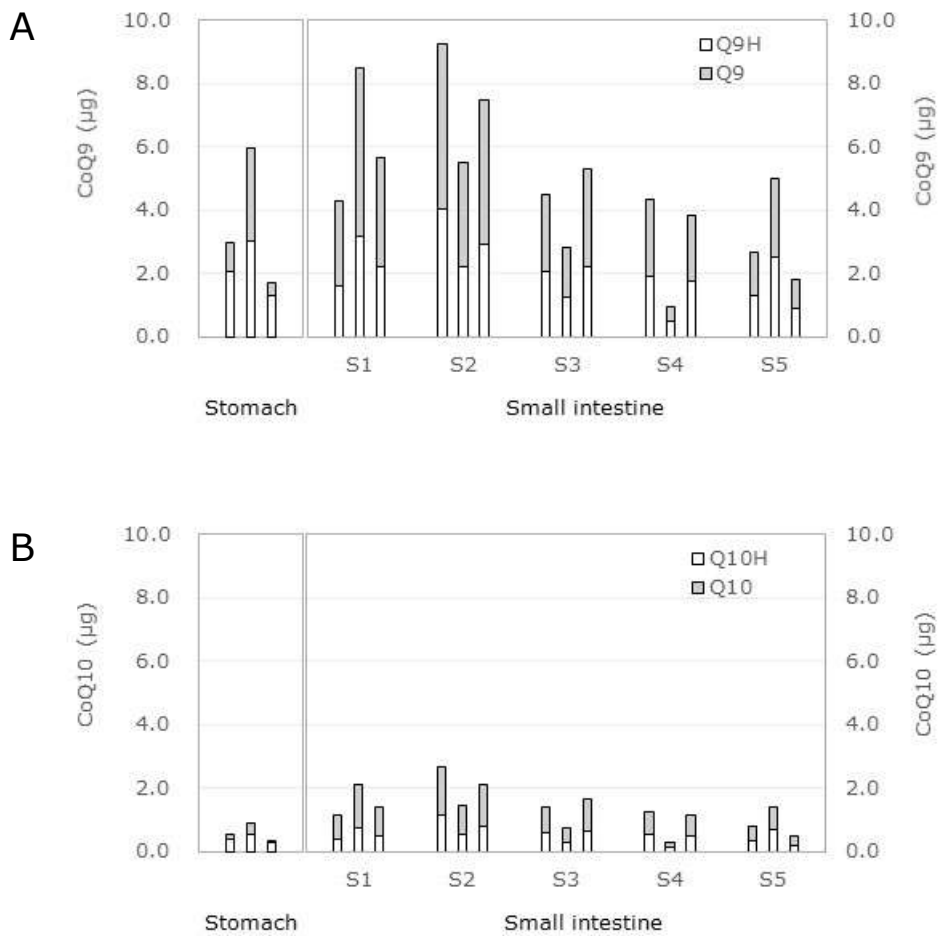 A
10.0 10.0
Q9H
Q9
8.0 8.0
CoQ9 (μg)
CoQ9 (μg)
6.0 6.0
4.0 4.0
2.0 2.0
0.0 0.0
S1 S2 S3 S4 S5
Stomach Small intestine
B
10.0 10.0
Q10H
Q10
8.0 8.0
CoQ10 (μg)
CoQ10 (μg)
6.0 6.0
4.0 4.0
2.0 2.0
0.0 0.0
S1 S2 S3 S4 S5
Stomach Small intestine